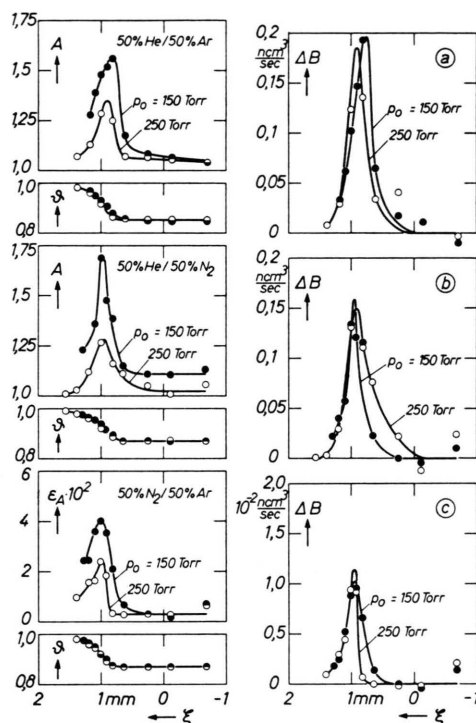 A 50% He/50% Ar
1,75
1,5
p₀ = 150 Torr
250 Torr
1,25
1,0
1,0
ϑ
0,8
A 50% He/50% N₂
1,75
1,5
p₀ = 150 Torr
250 Torr
1,25
1,0
ϑ
0,8
6
ε_A·10² 50% N₂/50% Ar
4
p₀ = 150 Torr
2
250 Torr
0
1,0
ϑ
0,8
2 1mm 0 -1
ξ
0,2
ncm³/sec ΔB a
0,15
p₀ = 150 Torr
250 Torr
0,1
0,05
0
0,2
ncm³/sec ΔB b
0,15
p₀ = 150 Torr
0,1
250 Torr
0,05
0
2,0
10⁻² ncm³/sec ΔB c
1,5
p₀ = 150 Torr
1,0
250 Torr
0,5
0
2 1mm 0 -1
ξ